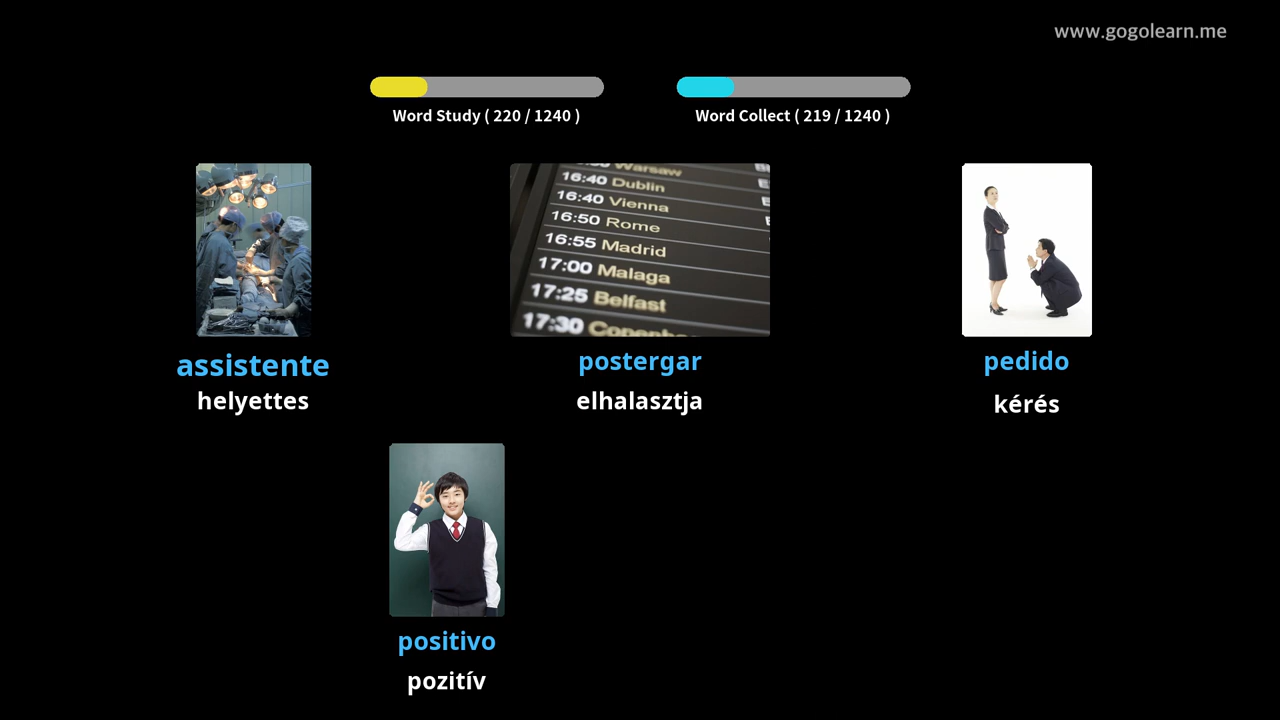 www.gogolearn.me
Word Study ( 220 / 1240 )
Word Collect ( 219 / 1240 )
Warsaw
16:40 Dublin
16:40 Vienna
16:50 Rome
16:55 Madrid
17:00 Malaga
17:25 Belfast
17:30
assistente
helyettes
postergar
elhalasztja
pedido
kérés
positivo
pozitív